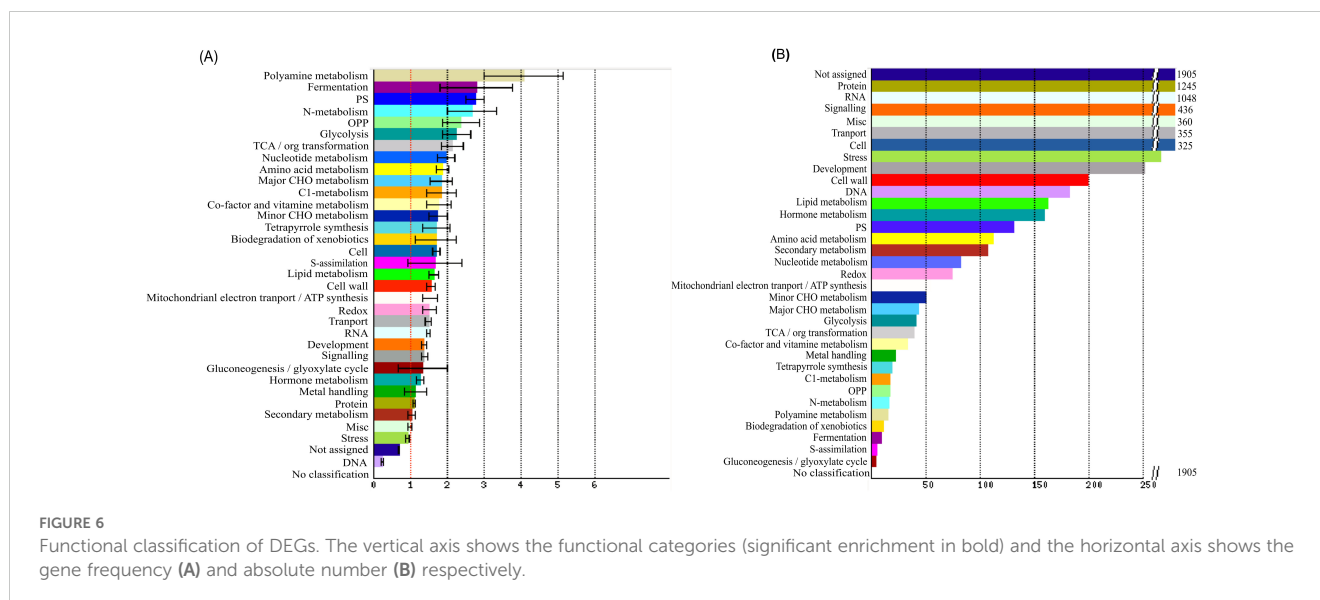 (A)
Polyamine metabolism
Fermentation
PS
N-metabolism
OPP
Glycolysis
TCA / org transformation
Nucleotide metabolism
Amino acid metabolism
Major CHO metabolism
C1-metabolism
Co-factor and vitamine metabolism
Minor CHO metabolism
Tetrapyrrole symthesis
Biodegradation of xenobiotics
Cell
S-assimilation
Lipid metabolism
Cell wall
Mitochondrianl electron tranport / ATP synthesis
Redox
Tranport
RNA
Development
Signalling
Gluconeogenesis / glyoxylate cycle
Hormone metabolism
Metal handling
Protein
Secondary metabolism
Misc
Stress
Not assigned
DNA
No classification
0 1 2 3 4 5 6
(B)
Not assigned 1905
Protein 1245
RNA 1048
Signalling 436
Misc 360
Tranport 355
Cell 325
Stress
Development
Cell wall
DNA
Lipid metabolism
Hormone metabolism
PS
Amino acid metabolism
Secondary metabolism
Nucleotide metabolism
Redox
Mitochondrianl electron tranport / ATP synthesis
Minor CHO metabolism
Major CHO metabolism
Glycolysis
TCA / org transformation
Co-factor and vitamine metabolism
Metal handling
Tetrapyrrole symthesis
C1-metabolism
OPP
N-metabolism
Polyamine metabolism
Biodegradation of xenobiotics
Fermentation
S-assimilation
Gluconeogenesis / glyoxylate cycle
No classification 1905
50 100 150 200 250
FIGURE 6
Functional classification of DEGs. The vertical axis shows the functional categories (significant enrichment in bold) and the horizontal axis shows the
gene frequency (A) and absolute number (B) respectively.